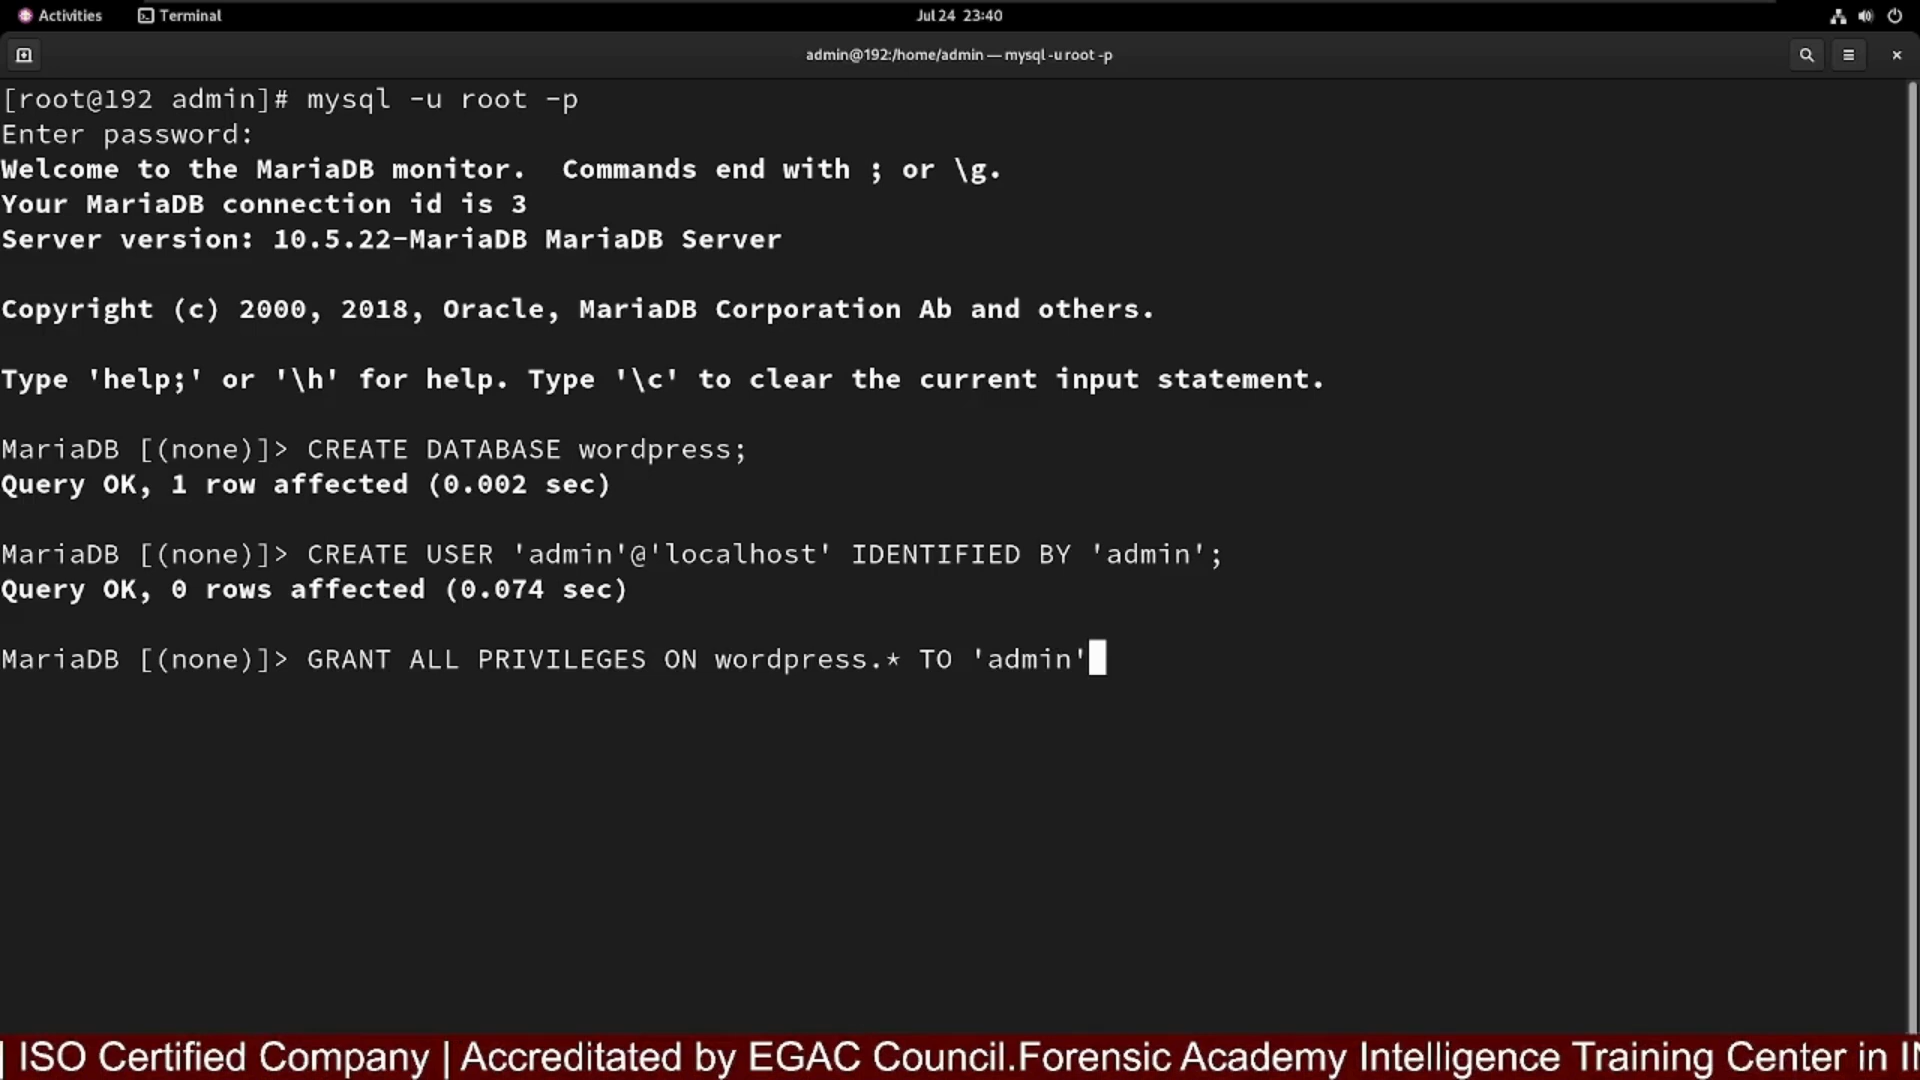 Activities Terminal Jul 24 23:40
admin@192:/home/admin — mysql -u root -p
[root@192 admin]# mysql -u root -p
Enter password:
Welcome to the MariaDB monitor.  Commands end with ; or \g.
Your MariaDB connection id is 3
Server version: 10.5.22-MariaDB MariaDB Server
Copyright (c) 2000, 2018, Oracle, MariaDB Corporation Ab and others.
Type 'help;' or '\h' for help. Type '\c' to clear the current input statement.
MariaDB [(none)]> CREATE DATABASE wordpress;
Query OK, 1 row affected (0.002 sec)
MariaDB [(none)]> CREATE USER 'admin'@'localhost' IDENTIFIED BY 'admin';
Query OK, 0 rows affected (0.074 sec)
MariaDB [(none)]> GRANT ALL PRIVILEGES ON wordpress.* TO 'admin'
| ISO Certified Company | Accreditated by EGAC Council.Forensic Academy Intelligence Training Center in